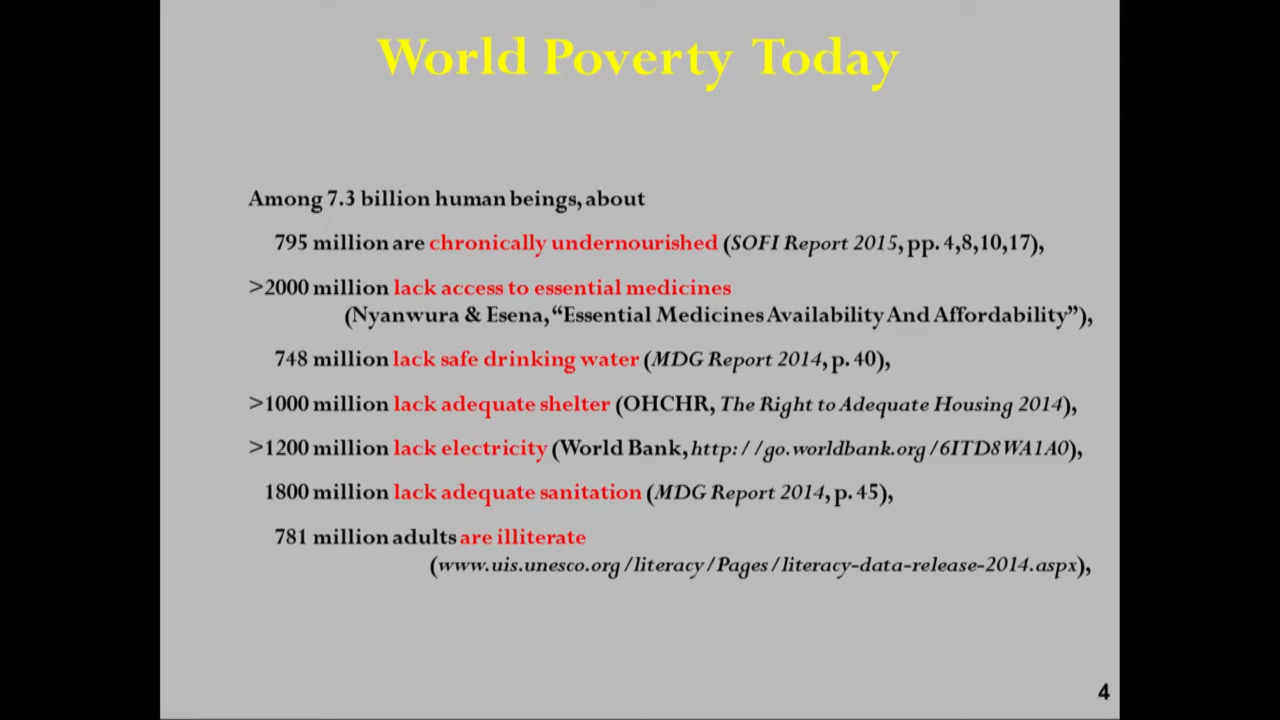 World Poverty Today
Among 7.3 billion human beings, about
795 million are chronically undernourished (SOFI Report 2015, pp. 4,8,10,17),
>2000 million lack access to essential medicines
(Nyanwura & Esena, “Essential Medicines Availability And Affordability”),
748 million lack safe drinking water (MDG Report 2014, p. 40),
>1000 million lack adequate shelter (OHCHR, The Right to Adequate Housing 2014),
>1200 million lack electricity (World Bank, http://go.worldbank.org/6ITD8WA1A0),
1800 million lack adequate sanitation (MDG Report 2014, p. 45),
781 million adults are illiterate
(www.uis.unesco.org/literacy/Pages/literacy-data-release-2014.aspx),
4